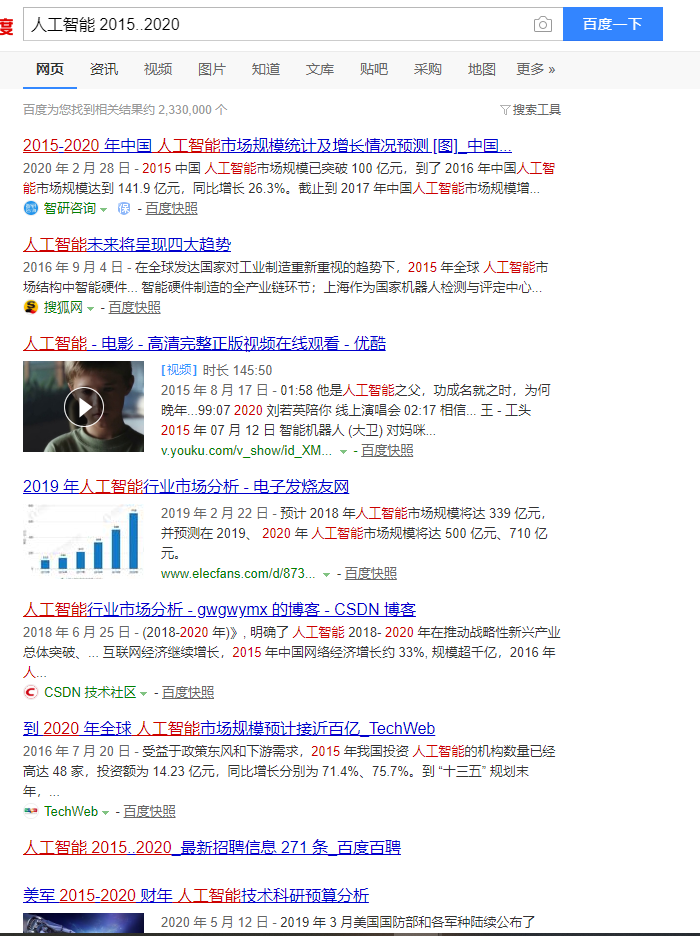 度
人工智能 2015..2020
百度一下
网页 资讯 视频 图片 知道 文库 贴吧 采购 地图 更多 »
百度为您找到相关结果约 2,330,000 个 搜索工具
2015-2020 年中国 人工智能市场规模统计及增长情况预测 [图]_中国...
2020 年 2 月 28 日 - 2015 中国 人工智能市场规模已突破 100 亿元，到了 2016 年中国人工智
能市场规模达到 141.9 亿元，同比增长 26.3%。截止到 2017 年中国人工智能市场规模增...
智研咨询 保 - 百度快照
人工智能未来将呈现四大趋势
2016 年 9 月 4 日 - 在全球发达国家对工业制造重新重视的趋势下，2015 年全球 人工智能市
场结构中智能硬件... 智能硬件制造的全产业链环节；上海作为国家机器人检测与评定中心...
搜狐网 - 百度快照
人工智能 - 电影 - 高清完整正版视频在线观看 - 优酷
[视频] 时长 145:50
2015 年 8 月 17 日 - 01:58 他是人工智能之父，功成名就之时，为何
晚年...99:07 2020 刘若英陪你 线上演唱会 02:17 相信... 王 - 工头
2015 年 07 月 12 日 智能机器人 (大卫) 对妈咪...
v.youku.com/v_show/id_XM... - 百度快照
2019 年人工智能行业市场分析 - 电子发烧友网
2019 年 2 月 22 日 - 预计 2018 年人工智能市场规模将达 339 亿元，
并预测在 2019、 2020 年 人工智能市场规模将达 500 亿元、710 亿
元。
www.elecfans.com/d/873... - 百度快照
人工智能行业市场分析 - gwgwymx 的博客 - CSDN 博客
2018 年 6 月 25 日 - (2018-2020 年)》, 明确了 人工智能 2018- 2020 年在推动战略性新兴产业
总体突破、... 互联网经济继续增长，2015 年中国网络经济增长约 33%, 规模超千亿，2016 年
人...
CSDN 技术社区 - 百度快照
到 2020 年全球 人工智能市场规模预计接近百亿_TechWeb
2016 年 7 月 20 日 - 受益于政策东风和下游需求，2015 年我国投资 人工智能的机构数量已经
高达 48 家，投资额为 14.23 亿元，同比增长分别为 71.4%、75.7%。到 “十三五” 规划末
年，...
TechWeb - 百度快照
人工智能 2015..2020_最新招聘信息 271 条_百度百聘
美军 2015-2020 财年 人工智能技术科研预算分析
2020 年 5 月 12 日 - 2019 年 3 月美国国防部和各军种陆续公布了